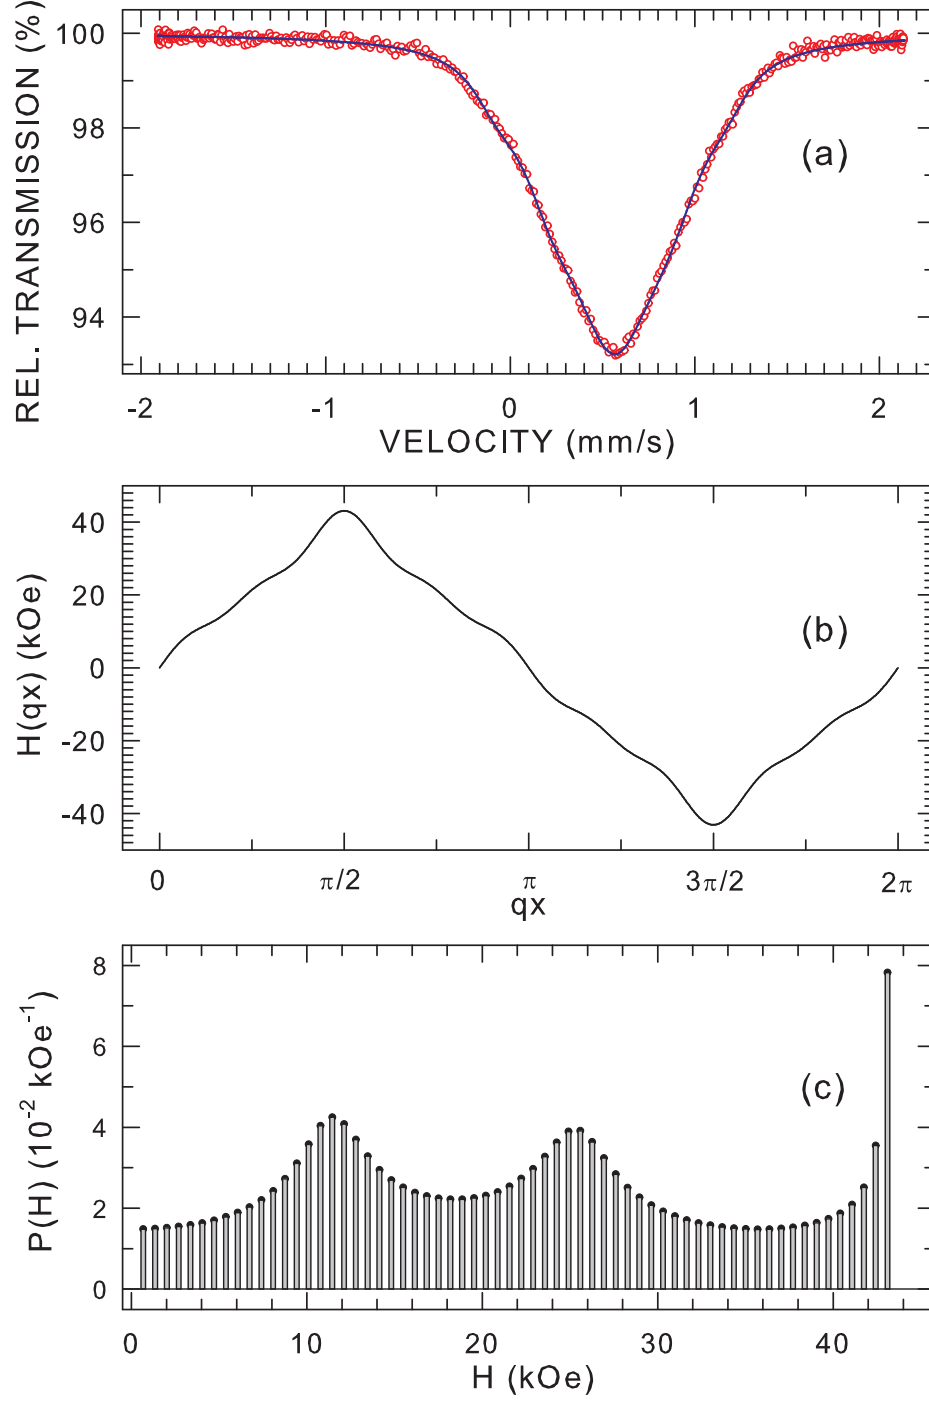 REL. TRANSMISSION (%)
100
98
96
94
(a)
-2 -1 0 1 2
VELOCITY (mm/s)
H(qx) (kOe)
40
20
0
-20
-40
(b)
0 π/2 π 3π/2 2π
qx
P(H) (10⁻² kOe⁻¹)
8
6
4
2
0
(c)
0 10 20 30 40
H (kOe)